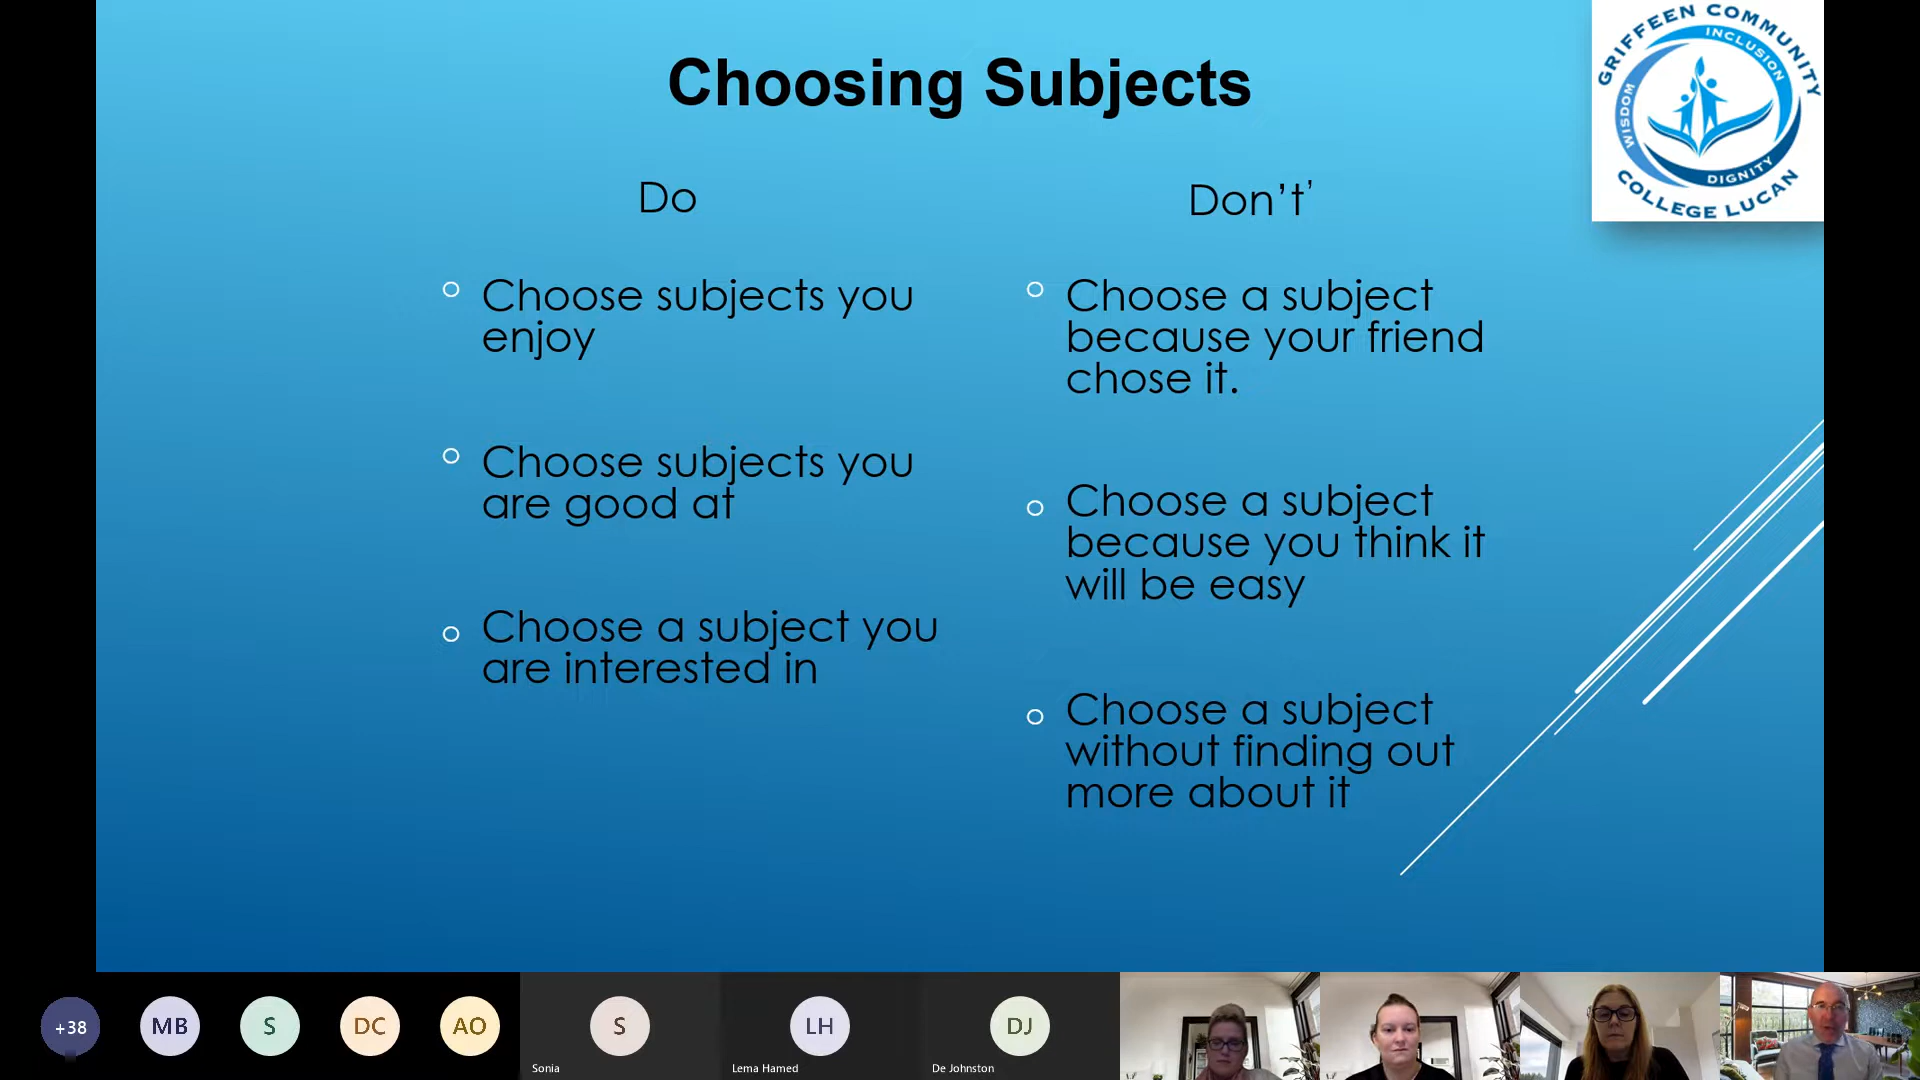 Choosing Subjects
GRIFFEEN COMMUNITY
INCLUSION
WISDOM
DIGNITY
COLLEGE LUCAN
Do
Choose subjects you
enjoy
Choose subjects you
are good at
Choose a subject you
are interested in
Don’t’
Choose a subject
because your friend
chose it.
Choose a subject
because you think it
will be easy
Choose a subject
without finding out
more about it
+38
MB
S
DC
AO
S
Sonia
LH
Lema Hamed
DJ
De Johnston